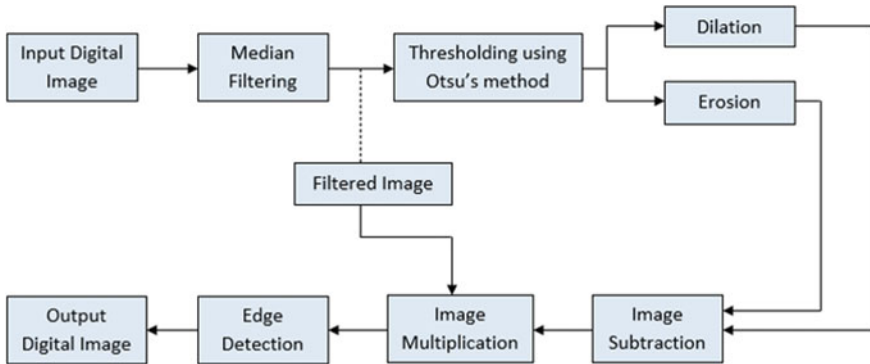 Input Digital
Image
Median
Filtering
Thresholding using
Otsu's method
Dilation
Erosion
Filtered Image
Output
Digital Image
Edge
Detection
Image
Multiplication
Image
Subtraction